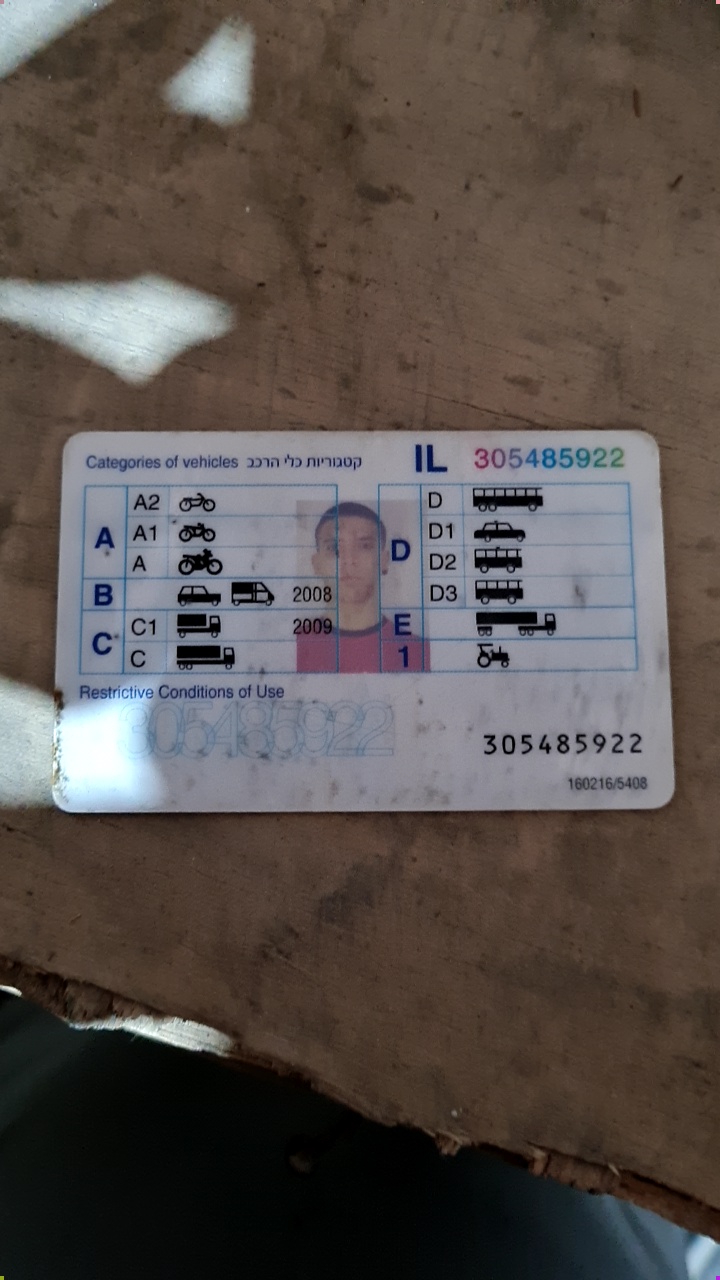 Categories of vehicles קטגוריות כלי הרכב IL 305485922
A A2
A1
A
B 2008
C C1 2009
C
D D
D1
D2
D3
E
1
Restrictive Conditions of Use
305485922
305485922
160216/5408